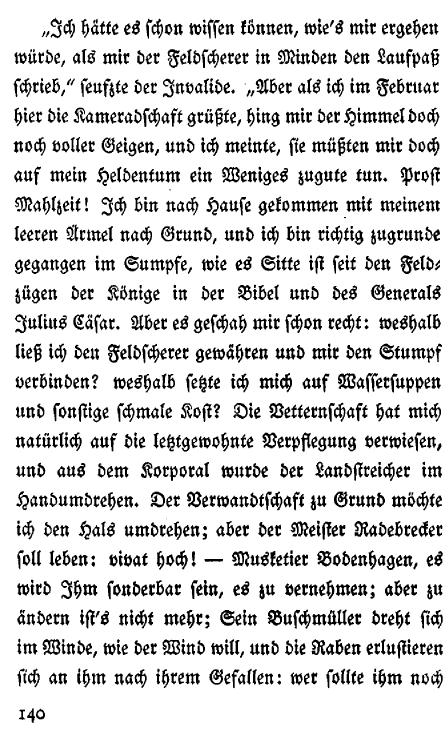 „Ich hätte es schon wissen können, wie's mir ergehen
würde, als mir der Feldscherer in Minden den Laufpaß
schrieb,“ seufzte der Invalide. „Aber als ich im Februar
hier die Kameradschaft grüßte, hing mir der Himmel doch
noch voller Geigen, und ich meinte, sie müßten mir doch
auf mein Heldentum ein Weniges zugute tun. Prost
Mahlzeit! Ich bin nach Hause gekommen mit meinem
leeren Ärmel nach Grund, und ich bin richtig zugrunde
gegangen im Sumpfe, wie es Sitte ist seit den Feld-
zügen der Könige in der Bibel und des Generals
Julius Cäsar. Aber es geschah mir schon recht: weshalb
ließ ich den Feldscherer gewähren und mir den Stumpf
verbinden? weshalb setzte ich mich auf Wassersuppen
und sonstige schmale Kost? Die Vetternschaft hat mich
natürlich auf die letztgewohnte Verpflegung verwiesen,
und aus dem Korporal wurde der Landstreicher im
Handumdrehen. Der Verwandtschaft zu Grund möchte
ich den Hals umdrehen; aber der Meister Radebrecker
soll leben: vivat hoch! — Musketier Bodenhagen, es
wird Ihm sonderbar sein, es zu vernehmen; aber zu
ändern ist's nicht mehr; Sein Buschmüller dreht sich
im Winde, wie der Wind will, und die Raben erlustieren
sich an ihm nach ihrem Gefallen: wer sollte ihm noch
140